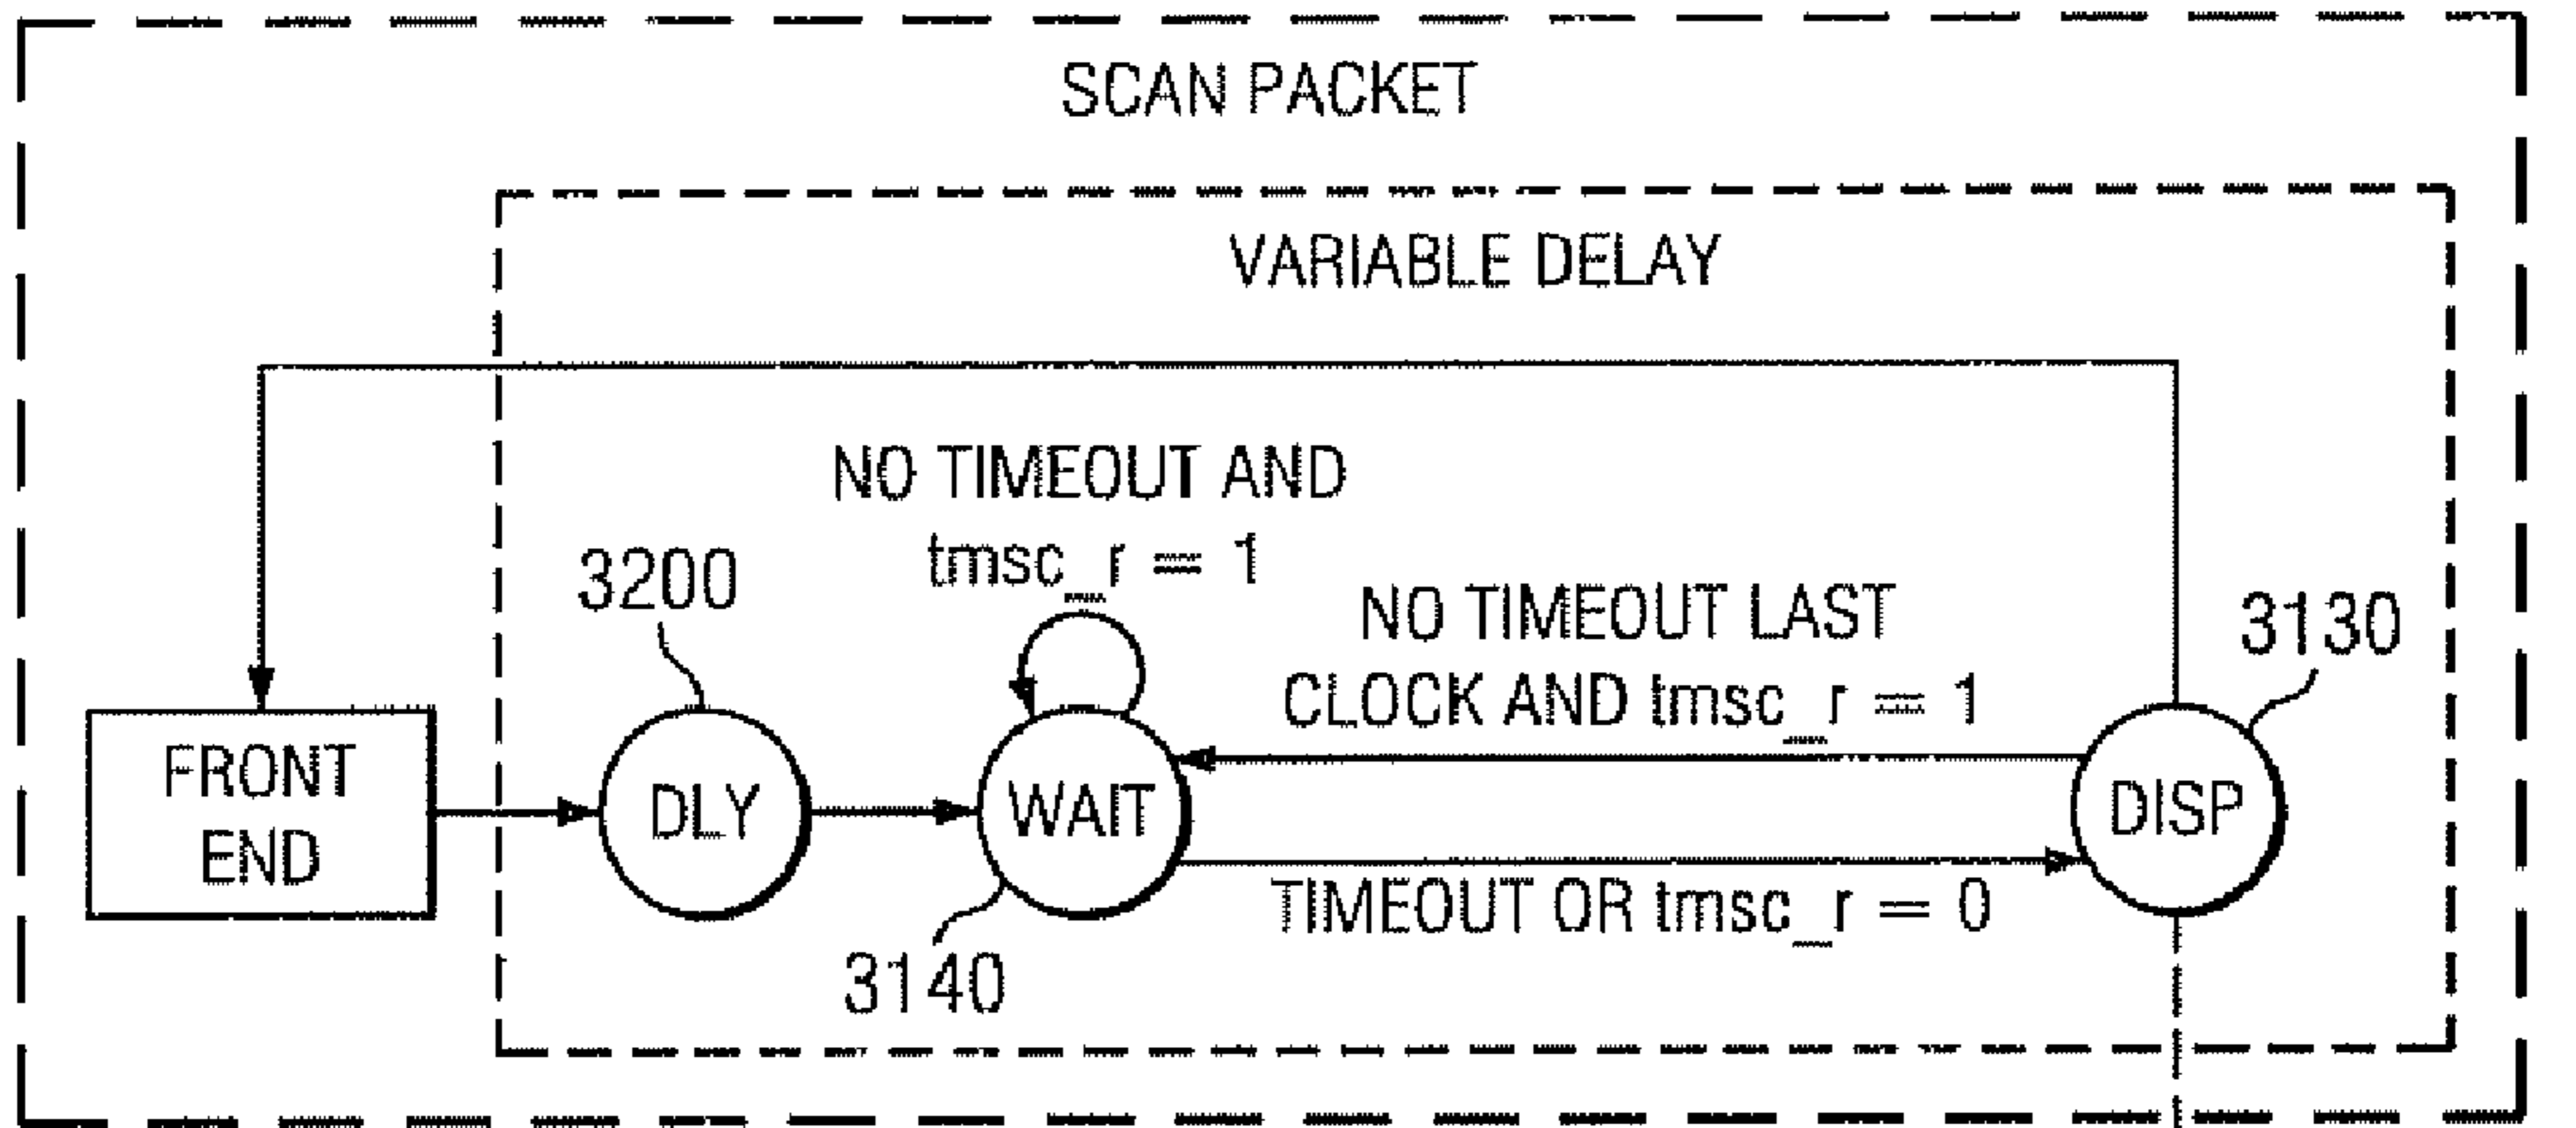 SCAN PACKET
VARIABLE DELAY
NO TIMEOUT AND
tmsc_r = 1
3200
NO TIMEOUT LAST
CLOCK AND tmsc_r = 1
3130
FRONT
END
DLY
WAIT
DISP
TIMEOUT OR tmsc_r = 0
3140